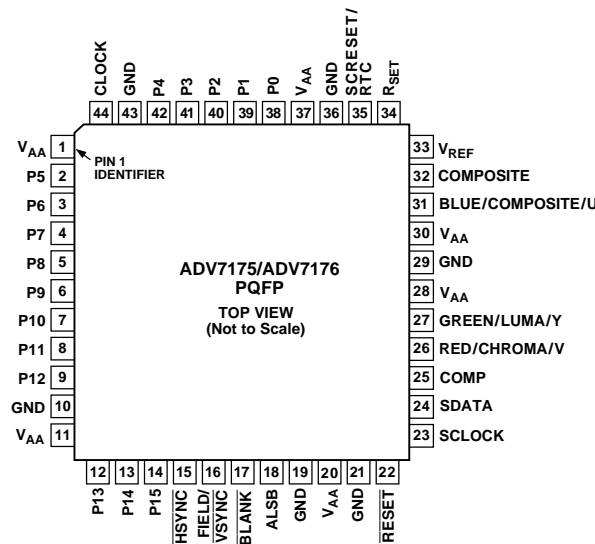 CLOCK
GND
P4
P3
P2
P1
P0
VAA
GND
SCRESET/
RTC
RSET
44 43 42 41 40 39 38 37 36 35 34
VAA 1
PIN 1
IDENTIFIER
P5 2
P6 3
P7 4
P8 5
P9 6
P10 7
P11 8
P12 9
GND 10
VAA 11
ADV7175/ADV7176
PQFP
TOP VIEW
(Not to Scale)
33 VREF
32 COMPOSITE
31 BLUE/COMPOSITE/U
30 VAA
29 GND
28 VAA
27 GREEN/LUMA/Y
26 RED/CHROMA/V
25 COMP
24 SDATA
23 SCLOCK
12 13 14 15 16 17 18 19 20 21 22
P13
P14
P15
HSYNC
FIELD/
VSYNC
BLANK
ALSB
GND
VAA
GND
RESET